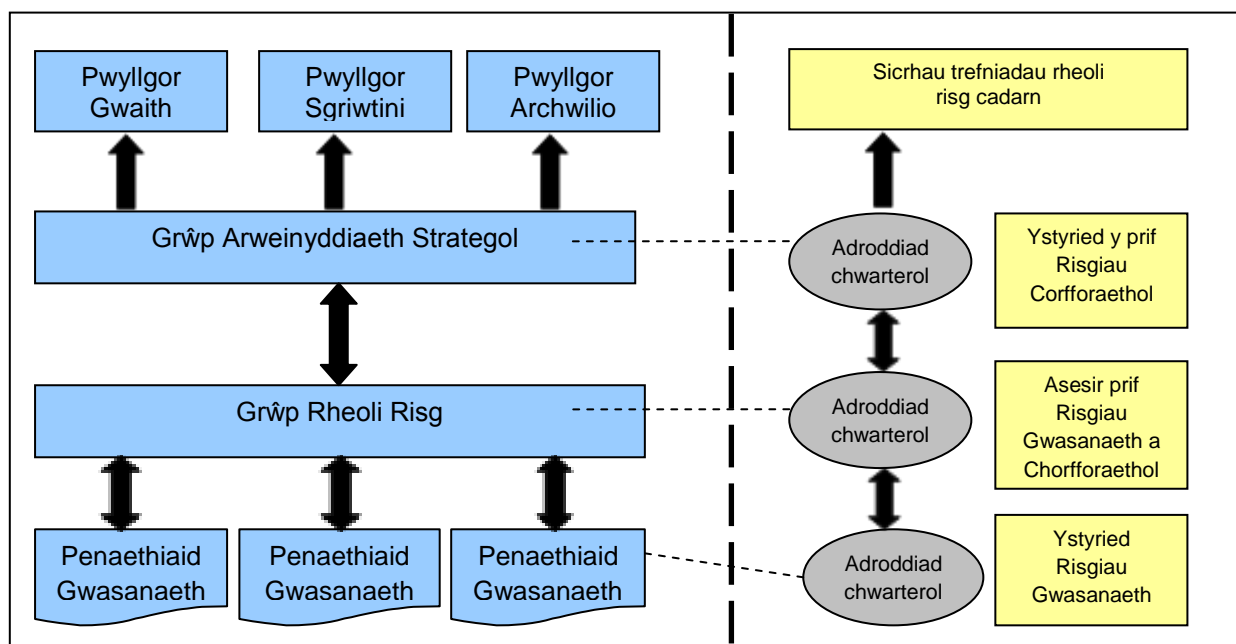 Pwyllgor
Gwaith
Pwyllgor
Sgriwtini
Pwyllgor
Archwilio
Sicrhau trefniadau rheoli
risg cadarn
Grŵp Arweinyddiaeth Strategol
Adroddiad
chwarterol
Ystyried y prif
Risgiau
Corfforaethol
Grŵp Rheoli Risg
Adroddiad
chwarterol
Asesir prif
Risgiau
Gwasanaeth a
Chorfforaethol
Penaethiaid
Gwasanaeth
Penaethiaid
Gwasanaeth
Penaethiaid
Gwasanaeth
Adroddiad
chwarterol
Ystyried
Risgiau
Gwasanaeth